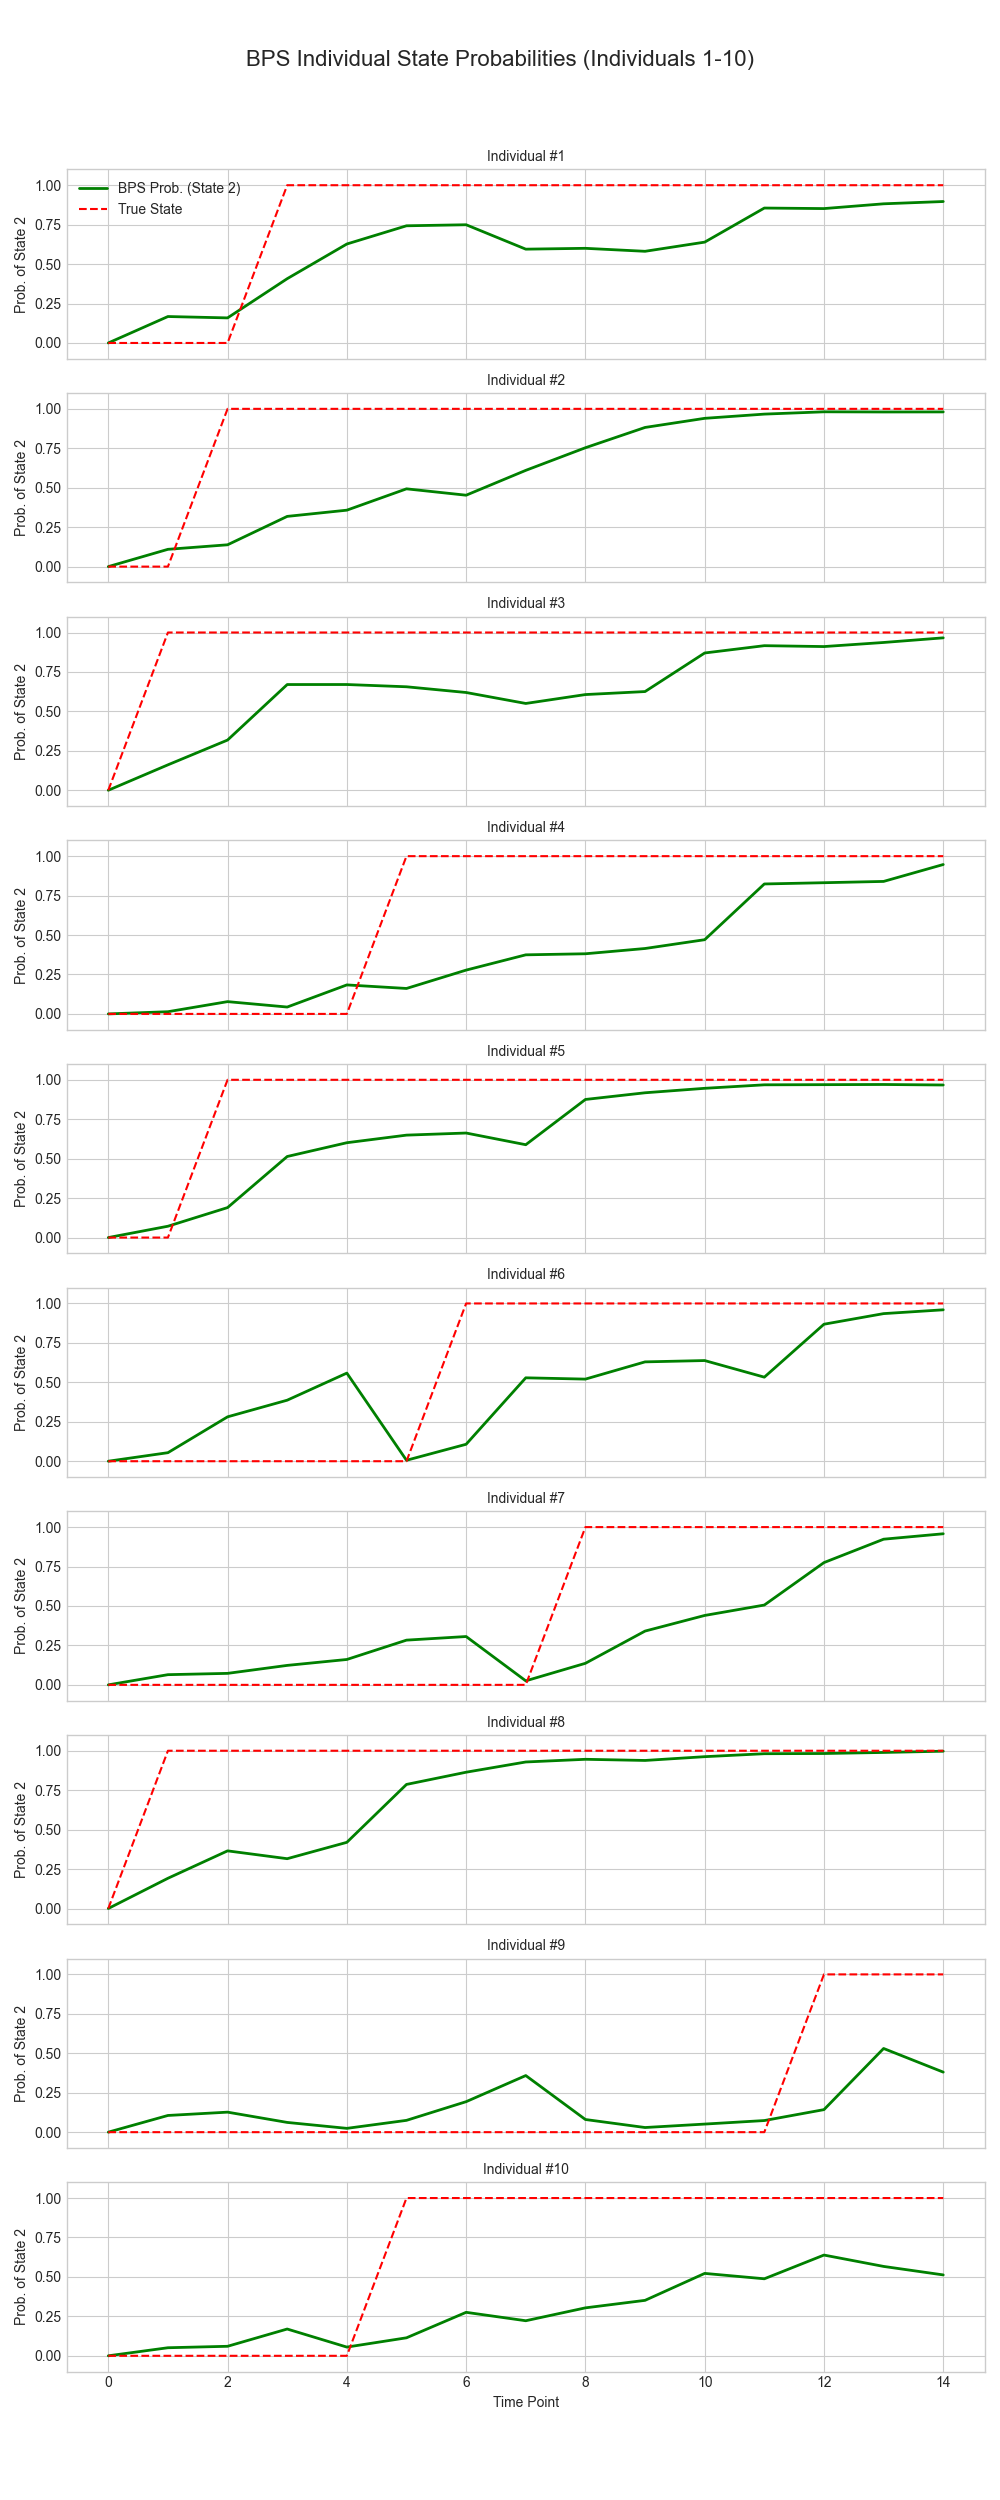 BPS Individual State Probabilities (Individuals 1-10)
Individual #1
BPS Prob. (State 2)
True State
Prob. of State 2
1.00
0.75
0.50
0.25
0.00
Individual #2
Prob. of State 2
1.00
0.75
0.50
0.25
0.00
Individual #3
Prob. of State 2
1.00
0.75
0.50
0.25
0.00
Individual #4
Prob. of State 2
1.00
0.75
0.50
0.25
0.00
Individual #5
Prob. of State 2
1.00
0.75
0.50
0.25
0.00
Individual #6
Prob. of State 2
1.00
0.75
0.50
0.25
0.00
Individual #7
Prob. of State 2
1.00
0.75
0.50
0.25
0.00
Individual #8
Prob. of State 2
1.00
0.75
0.50
0.25
0.00
Individual #9
Prob. of State 2
1.00
0.75
0.50
0.25
0.00
Individual #10
Prob. of State 2
1.00
0.75
0.50
0.25
0.00
0 2 4 6 8 10 12 14
Time Point